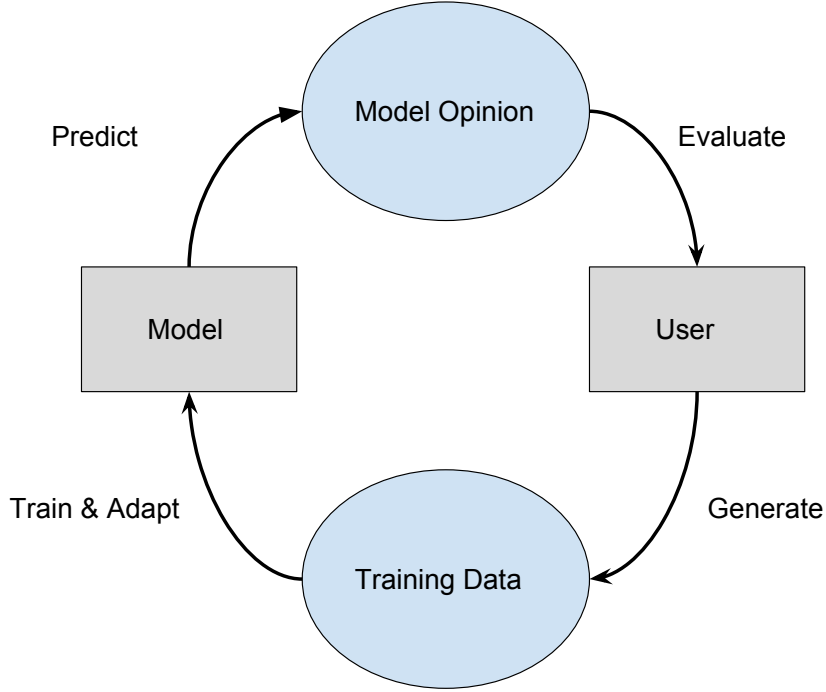 Model Opinion
Predict
Evaluate
Model
User
Train & Adapt
Generate
Training Data